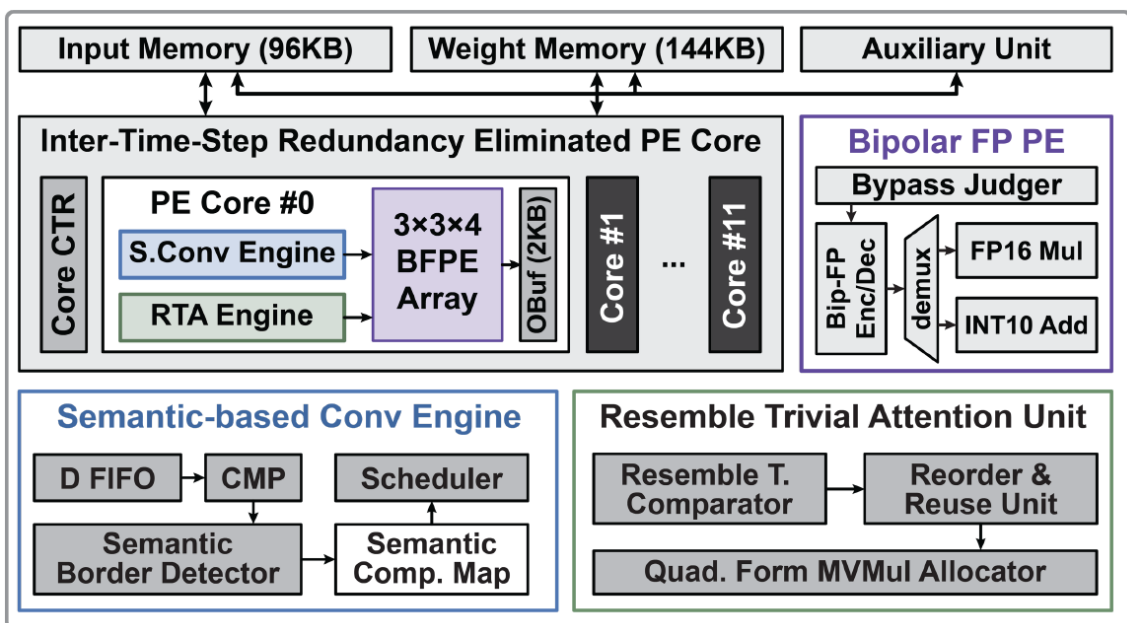 Input Memory (96KB)
Weight Memory (144KB)
Auxiliary Unit
Inter-Time-Step Redundancy Eliminated PE Core
Core CTR
PE Core #0
S.Conv Engine
RTA Engine
3×3×4
BFPE
Array
OBuf (2KB)
Core #1
...
Core #11
Bipolar FP PE
Bypass Judger
Bip-FP
Enc/Dec
demux
FP16 Mul
INT10 Add
Semantic-based Conv Engine
D FIFO
CMP
Scheduler
Semantic
Border Detector
Semantic
Comp. Map
Resemble Trivial Attention Unit
Resemble T.
Comparator
Reorder &
Reuse Unit
Quad. Form MVMul Allocator